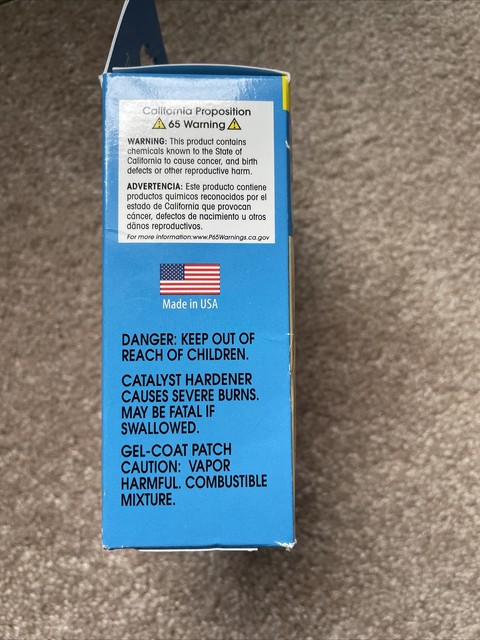 California Proposition
65 Warning
WARNING: This product contains
chemicals known to the State of
California to cause cancer, and birth
defects or other reproductive harm.
ADVERTENCIA: Este producto contiene
productos quimicos reconocidos por el
estado de California que provocan
cáncer, defectos de nacimiento u otros
dãnos reproductivos.
For more information:www.P65Warnings.ca.gov
Made in USA
DANGER: KEEP OUT OF
REACH OF CHILDREN.
CATALYST HARDENER
CAUSES SEVERE BURNS.
MAY BE FATAL IF
SWALLOWED.
GEL-COAT PATCH
CAUTION: VAPOR
HARMFUL. COMBUSTIBLE
MIXTURE.